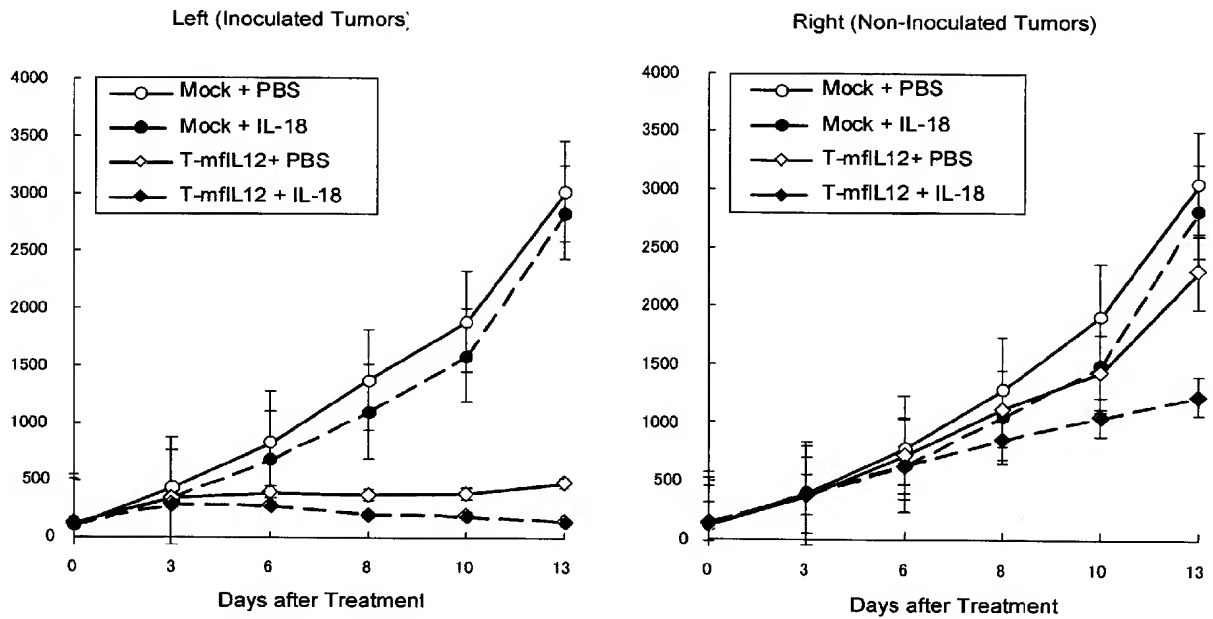 Left (Inoculated Tumors)
4000
3500
3000
2500
2000
1500
1000
500
0
Mock + PBS
Mock + IL-18
T-mfIL12+ PBS
T-mfIL12 + IL-18
0 3 6 8 10 13
Days after Treatment
Right (Non-Inoculated Tumors)
4000
3500
3000
2500
2000
1500
1000
500
0
Mock + PBS
Mock + IL-18
T-mfIL12+ PBS
T-mfIL12 + IL-18
0 3 6 8 10 13
Days after Treatment